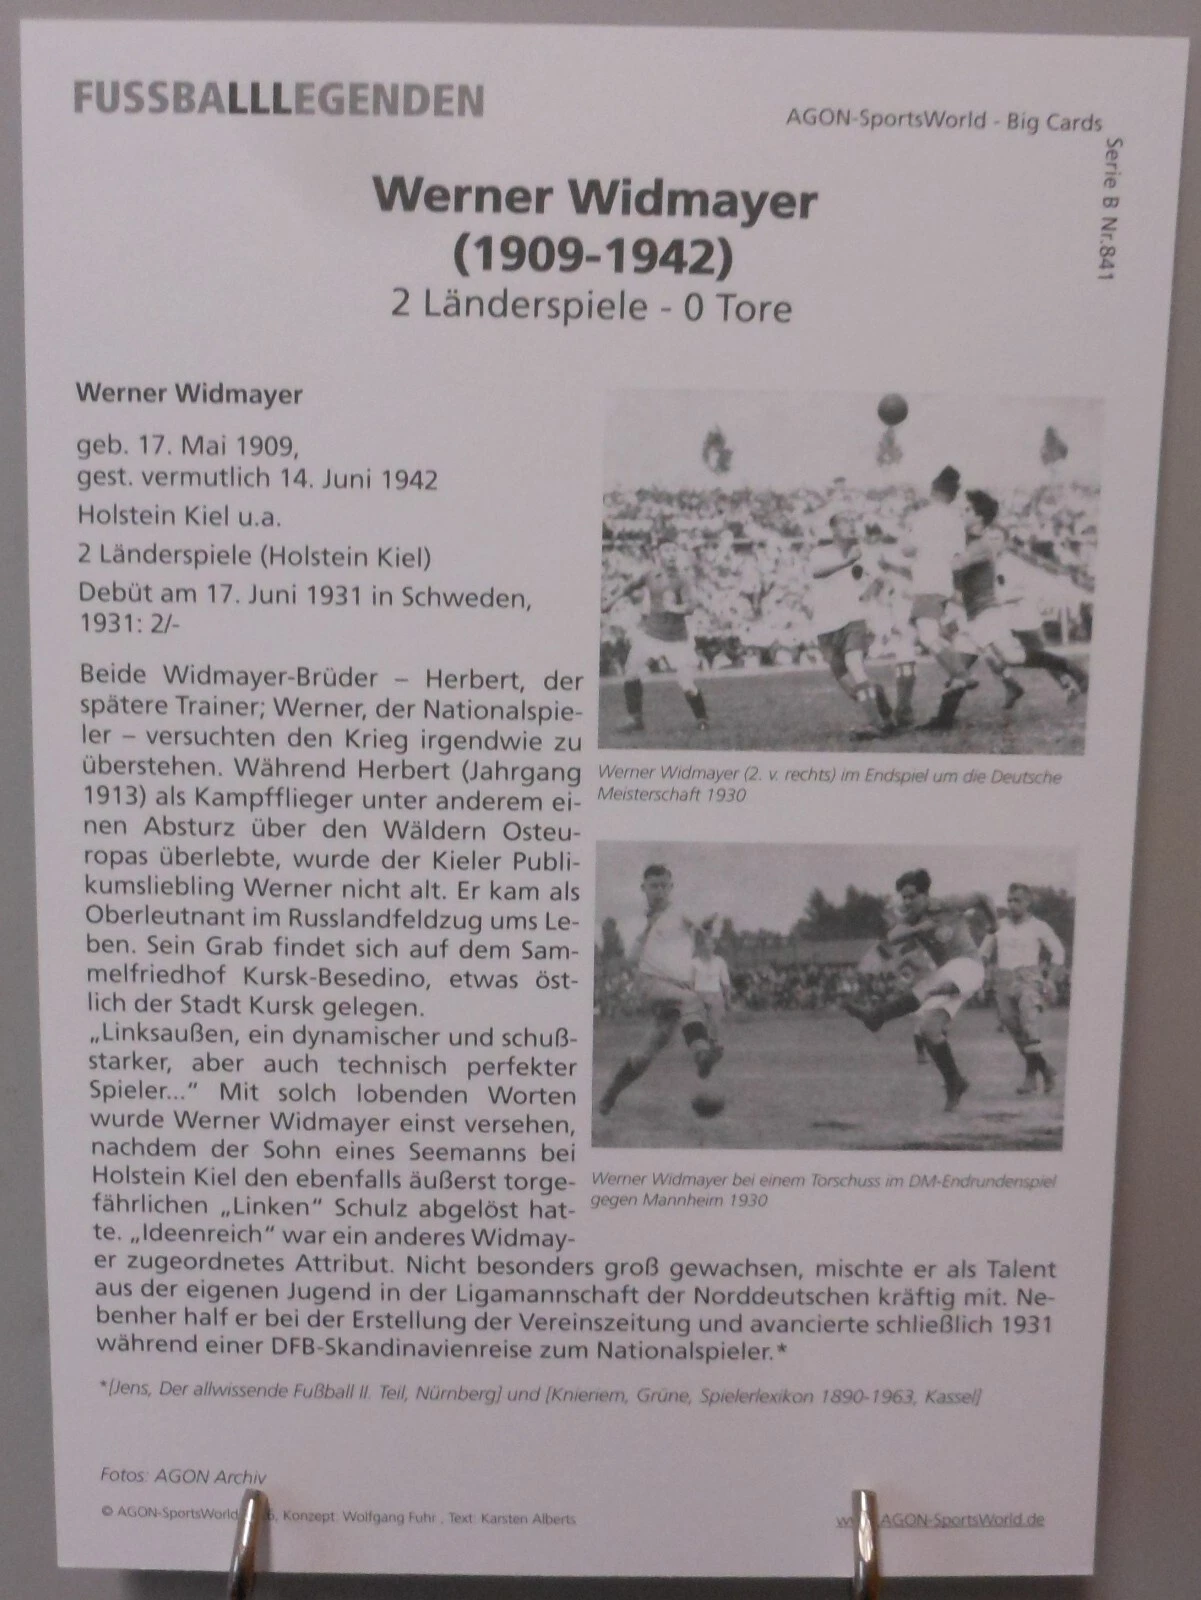 FUSSBALLLEGENDEN
AGON-SportsWorld - Big Cards
Serie B Nr.841
Werner Widmayer
(1909-1942)
2 Länderspiele - 0 Tore
Werner Widmayer
geb. 17. Mai 1909,
gest. vermutlich 14. Juni 1942
Holstein Kiel u.a.
2 Länderspiele (Holstein Kiel)
Debüt am 17. Juni 1931 in Schweden,
1931: 2/-
Beide Widmayer-Brüder – Herbert, der
spätere Trainer; Werner, der Nationalspie-
ler – versuchten den Krieg irgendwie zu
überstehen. Während Herbert (Jahrgang
1913) als Kampfflieger unter anderem ei-
nen Absturz über den Wäldern Osteu-
ropas überlebte, wurde der Kieler Publi-
kumsliebling Werner nicht alt. Er kam als
Oberleutnant im Russlandfeldzug ums Le-
ben. Sein Grab findet sich auf dem Sam-
melfriedhof Kursk-Besedino, etwas öst-
lich der Stadt Kursk gelegen.
„Linksaußen, ein dynamischer und schuß-
starker, aber auch technisch perfekter
Spieler...“ Mit solch lobenden Worten
wurde Werner Widmayer einst versehen,
nachdem der Sohn eines Seemanns bei
Holstein Kiel den ebenfalls äußerst torge-
fährlichen „Linken“ Schulz abgelöst hat-
te. „Ideenreich“ war ein anderes Widmay-
er zugeordnetes Attribut. Nicht besonders groß gewachsen, mischte er als Talent
aus der eigenen Jugend in der Ligamannschaft der Norddeutschen kräftig mit. Ne-
benher half er bei der Erstellung der Vereinszeitung und avancierte schließlich 1931
während einer DFB-Skandinavienreise zum Nationalspieler.*
Werner Widmayer (2. v. rechts) im Endspiel um die Deutsche
Meisterschaft 1930
Werner Widmayer bei einem Torschuss im DM-Endrundenspiel
gegen Mannheim 1930
*[Jens, Der allwissende Fußball II. Teil, Nürnberg] und [Knieriem, Grüne, Spielerlexikon 1890-1963, Kassel]
Fotos: AGON Archiv
© AGON-SportsWorld Konzept: Wolfgang Fuhr , Text: Karsten Alberts
AGON-SportsWorld.de